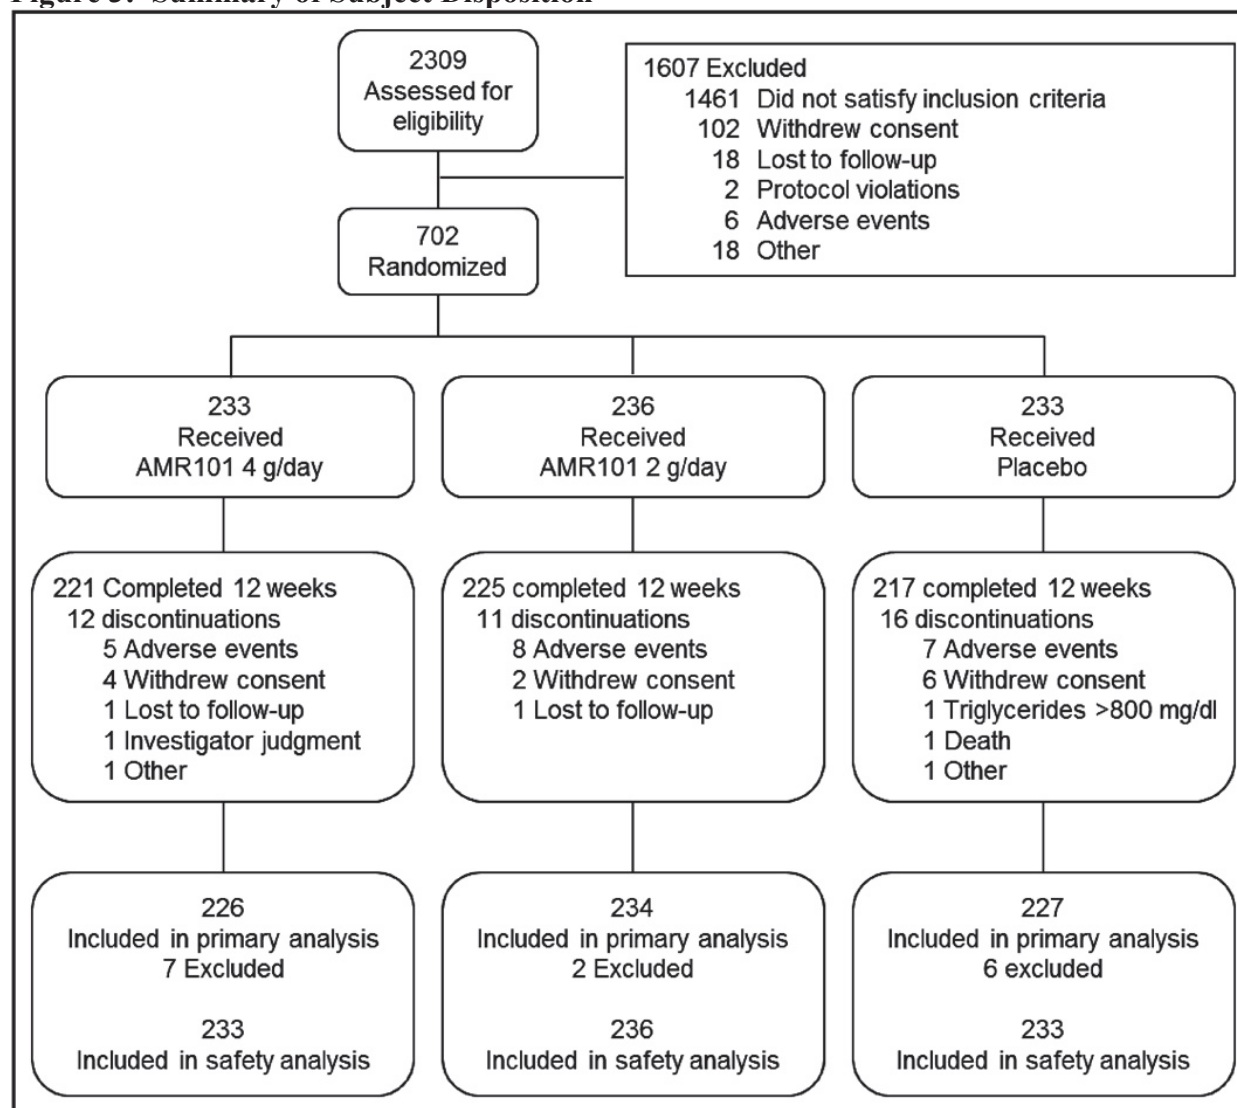 Figure 3: Summary of Subject Disposition
2309
Assessed for
eligibility
1607 Excluded
1461 Did not satisfy inclusion criteria
102 Withdrew consent
18 Lost to follow-up
2 Protocol violations
6 Adverse events
18 Other
702
Randomized
233
Received
AMR101 4 g/day
236
Received
AMR101 2 g/day
233
Received
Placebo
221 Completed 12 weeks
12 discontinuations
5 Adverse events
4 Withdrew consent
1 Lost to follow-up
1 Investigator judgment
1 Other
225 completed 12 weeks
11 discontinuations
8 Adverse events
2 Withdrew consent
1 Lost to follow-up
217 completed 12 weeks
16 discontinuations
7 Adverse events
6 Withdrew consent
1 Triglycerides >800 mg/dl
1 Death
1 Other
226
Included in primary analysis
7 Excluded
233
Included in safety analysis
234
Included in primary analysis
2 Excluded
236
Included in safety analysis
227
Included in primary analysis
6 excluded
233
Included in safety analysis